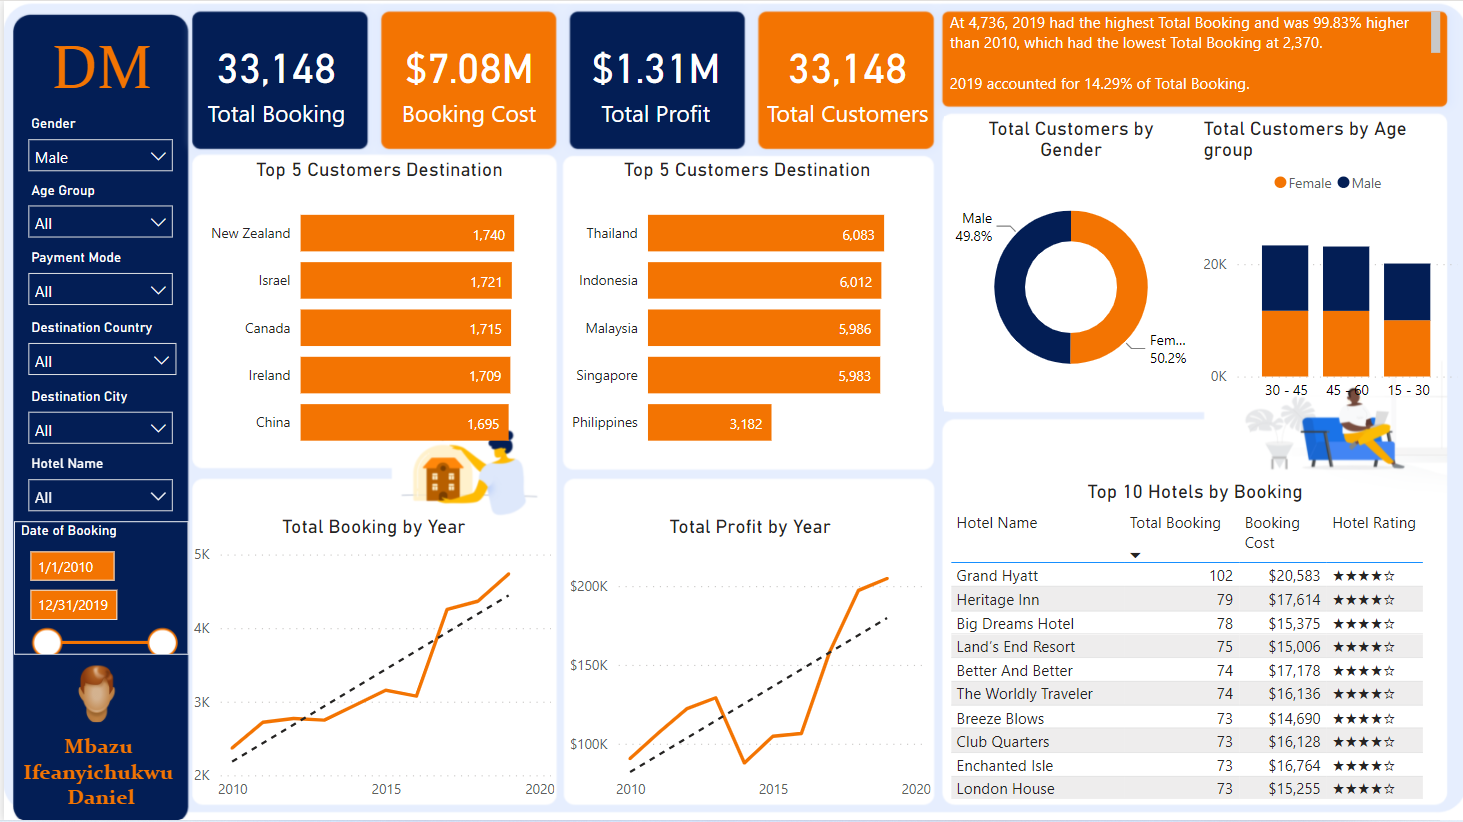 DM
Gender
Male
Age Group
All
Payment Mode
All
Destination Country
All
Destination City
All
Hotel Name
All
Date of Booking
1/1/2010
12/31/2019
Mbazu
Ifeanyichukwu
Daniel
33,148
Total Booking
$7.08M
Booking Cost
$1.31M
Total Profit
33,148
Total Customers
At 4,736, 2019 had the highest Total Booking and was 99.83% higher
than 2010, which had the lowest Total Booking at 2,370.
2019 accounted for 14.29% of Total Booking.
Top 5 Customers Destination
New Zealand 1,740
Israel 1,721
Canada 1,715
Ireland 1,709
China 1,695
Top 5 Customers Destination
Thailand 6,083
Indonesia 6,012
Malaysia 5,986
Singapore 5,983
Philippines 3,182
Total Customers by
Gender
Male
49.8%
Fem...
50.2%
Total Customers by Age
group
Female Male
20K
0K
30 - 45 45 - 60 15 - 30
Total Booking by Year
5K
4K
3K
2K
2010 2015 2020
Total Profit by Year
$200K
$150K
$100K
2010 2015 2020
Top 10 Hotels by Booking
Hotel Name Total Booking Booking Cost Hotel Rating
Grand Hyatt 102 $20,583 ★★★★☆
Heritage Inn 79 $17,614 ★★★★☆
Big Dreams Hotel 78 $15,375 ★★★★☆
Land's End Resort 75 $15,006 ★★★★☆
Better And Better 74 $17,178 ★★★★☆
The Worldly Traveler 74 $16,136 ★★★★☆
Breeze Blows 73 $14,690 ★★★★☆
Club Quarters 73 $16,128 ★★★★☆
Enchanted Isle 73 $16,764 ★★★★☆
London House 73 $15,255 ★★★★☆